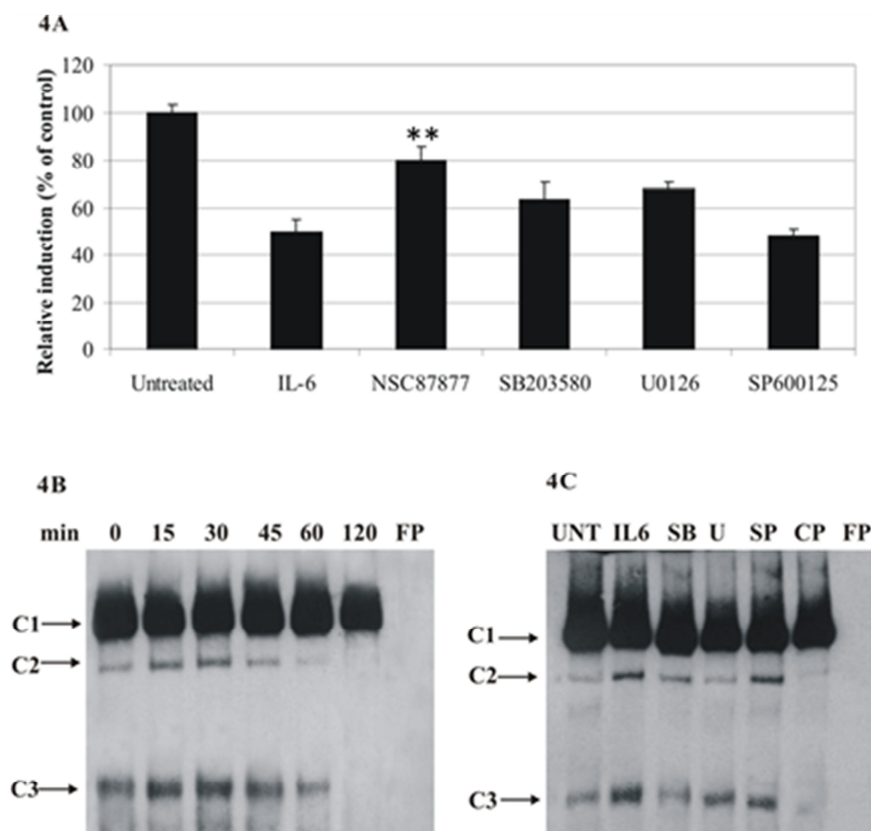 4A
Relative induction (% of control)
120
100
80
60
40
20
0
**
Untreated IL-6 NSC87877 SB203580 U0126 SP600125
4B
min 0 15 30 45 60 120 FP
C1
C2
C3
4C
UNT IL6 SB U SP CP FP
C1
C2
C3